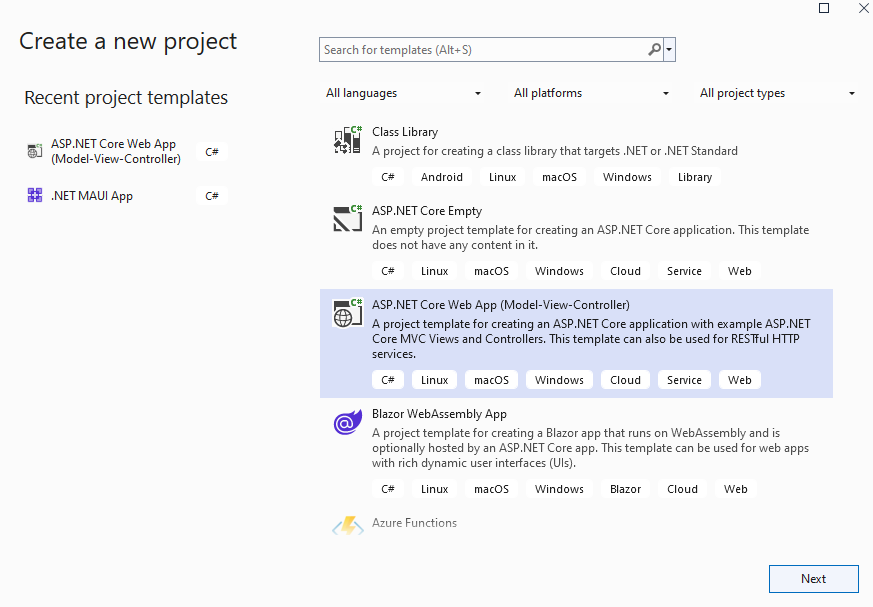 Create a new project
Search for templates (Alt+S)
Recent project templates
All languages
All platforms
All project types
ASP.NET Core Web App
(Model-View-Controller)
C#
.NET MAUI App
C#
C#
Class Library
A project for creating a class library that targets .NET or .NET Standard
C# Android Linux macOS Windows Library
C#
ASP.NET Core Empty
An empty project template for creating an ASP.NET Core application. This template
does not have any content in it.
C# Linux macOS Windows Cloud Service Web
C#
ASP.NET Core Web App (Model-View-Controller)
A project template for creating an ASP.NET Core application with example ASP.NET
Core MVC Views and Controllers. This template can also be used for RESTful HTTP
services.
C# Linux macOS Windows Cloud Service Web
@
Blazor WebAssembly App
A project template for creating a Blazor app that runs on WebAssembly and is
optionally hosted by an ASP.NET Core app. This template can be used for web apps
with rich dynamic user interfaces (UIs).
C# Linux macOS Windows Blazor Cloud Web
Azure Functions
Next